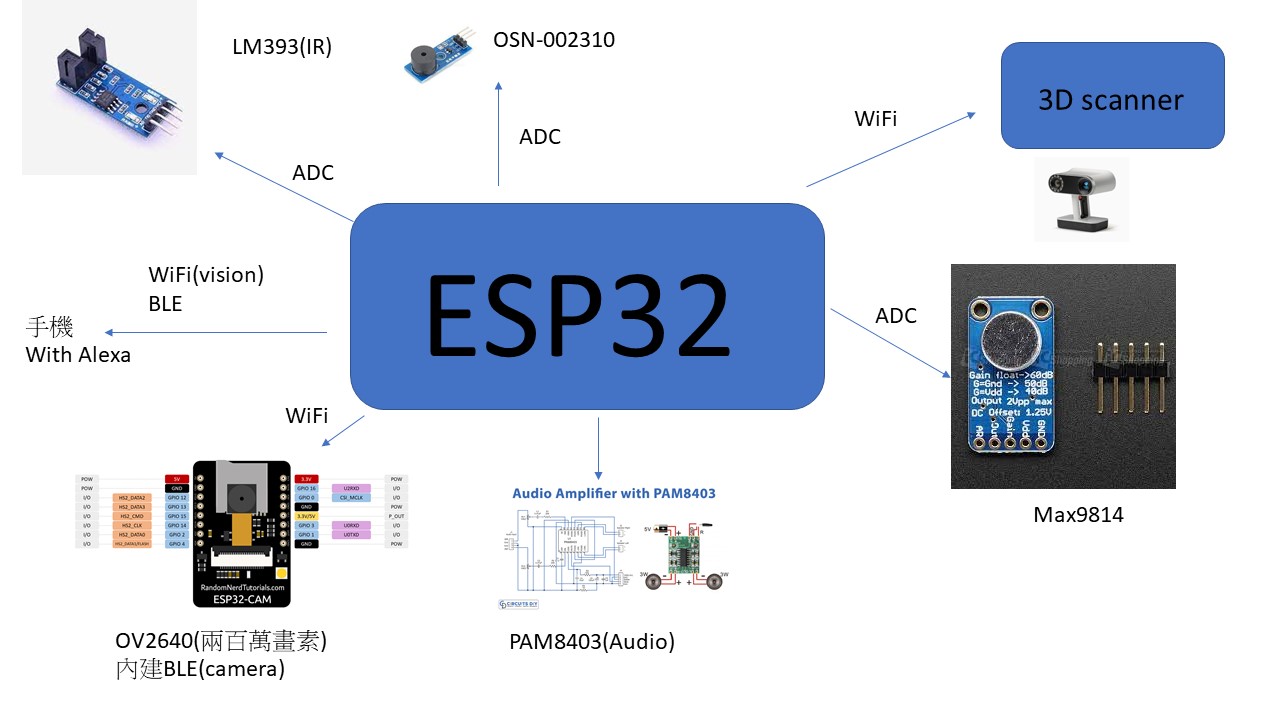 LM393(IR)
OSN-002310
3D scanner
WiFi
ADC
ADC
WiFi(vision)
BLE
手機
With Alexa
ESP32
ADC
Gain float->60dB
G=Gnd -> 50dB
G=Vdd -> 40dB
Output 2Vpp max
DC Offset: 1.25V
AR
Out
Gain
Vdd
GND
Max9814
WiFi
POW 5V 3.3V POW
POW GND GPIO 16 U2RXD I/O
I/O HS2_DATA2 GPIO 12 GPIO 0 CSI_MCLK I/O
I/O HS2_DATA3 GPIO 13 GND POW
I/O HS2_CMD GPIO 15 3.3V/5V P_OUT
I/O HS2_CLK GPIO 14 GPIO 3 U0RXD I/O
I/O HS2_DATA0 GPIO 2 GPIO 1 U0TXD I/O
I/O HS2_DATA1/FLASH GPIO 4 GND POW
RandomNerdTutorials.com
ESP32-CAM
OV2640(兩百萬畫素)
內建BLE(camera)
Audio Amplifier with PAM8403
5V
R
3W
3W
CIRCUITS DIY
PAM8403(Audio)